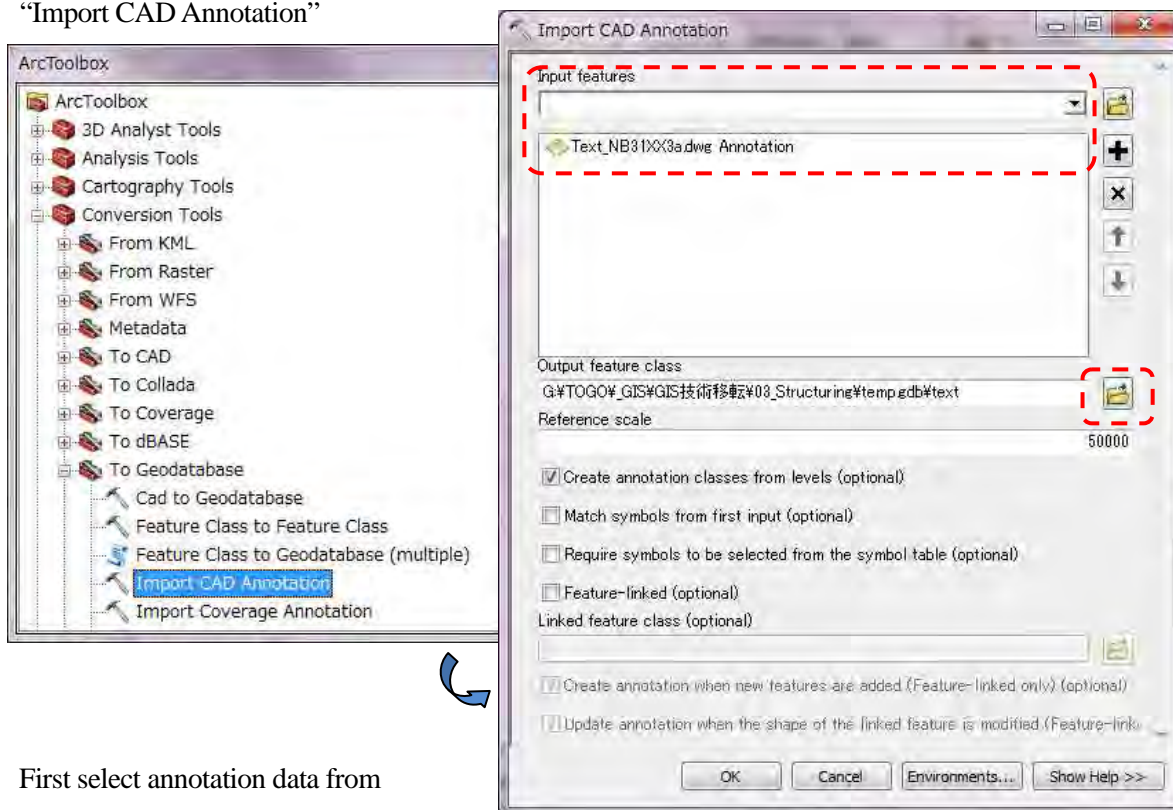 “Import CAD Annotation”
ArcToolbox
ArcToolbox
3D Analyst Tools
Analysis Tools
Cartography Tools
Conversion Tools
From KML
From Raster
From WFS
Metadata
To CAD
To Collada
To Coverage
To dBASE
To Geodatabase
Cad to Geodatabase
Feature Class to Feature Class
Feature Class to Geodatabase (multiple)
Import CAD Annotation
Import Coverage Annotation
Import CAD Annotation
Input features
Text_NB31XX3a.dwg Annotation
Output feature class
G:¥TOGO¥_GIS¥GIS技術移転¥03_Structuring¥temp.gdb¥text
Reference scale
50000
Create annotation classes from levels (optional)
Match symbols from first input (optional)
Require symbols to be selected from the symbol table (optional)
Feature-linked (optional)
Linked feature class (optional)
Create annotation when new features are added (Feature-linked only) (optional)
Update annotation when the shape of the linked feature is modified (Feature-link
OK
Cancel
Environments...
Show Help >>
First select annotation data from